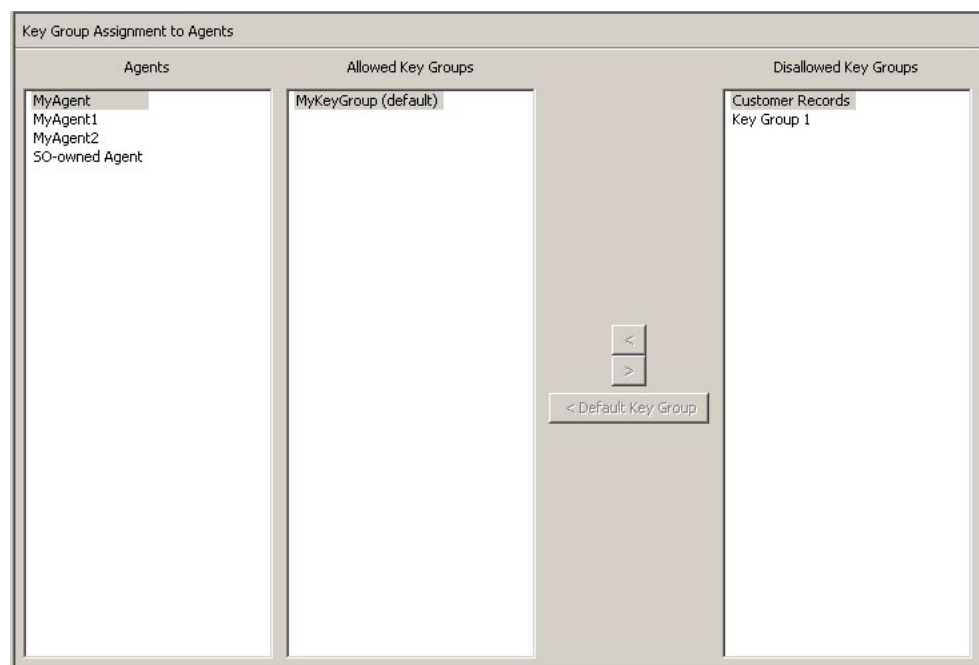 Key Group Assignment to Agents
Agents
Allowed Key Groups
Disallowed Key Groups
MyAgent
MyAgent1
MyAgent2
SO-owned Agent
MyKeyGroup (default)
Customer Records
Key Group 1
<
>
< Default Key Group